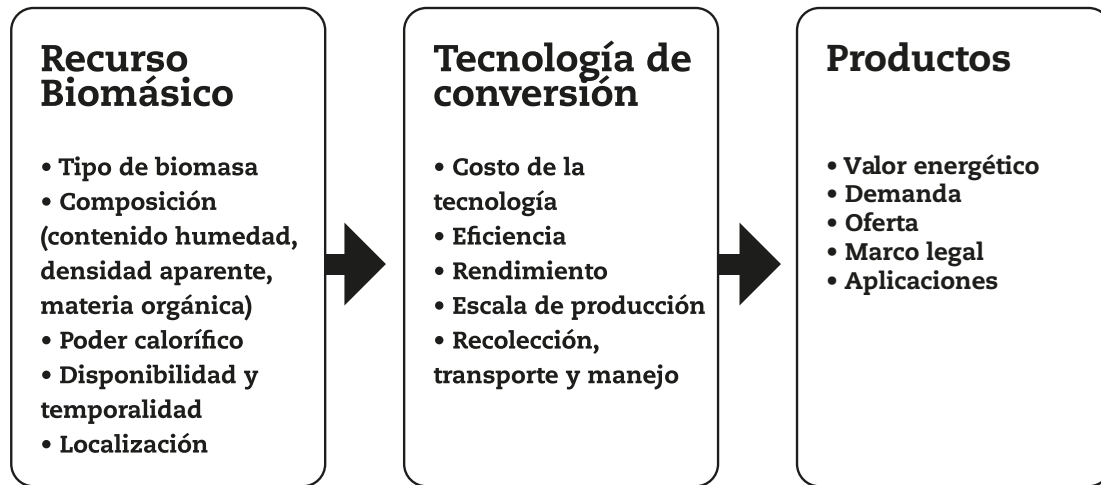 Recurso
Biomásico
• Tipo de biomasa
• Composición
(contenido humedad,
densidad aparente,
materia orgánica)
• Poder calorífico
• Disponibilidad y
temporalidad
• Localización
Tecnología de
conversión
• Costo de la
tecnología
• Eficiencia
• Rendimiento
• Escala de producción
• Recolección,
transporte y manejo
Productos
• Valor energético
• Demanda
• Oferta
• Marco legal
• Aplicaciones